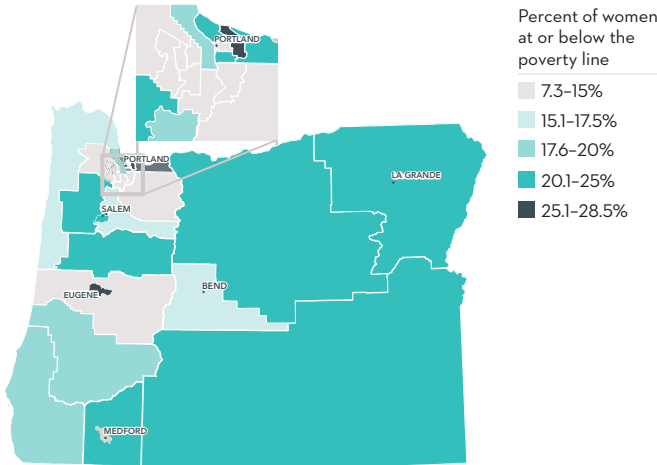 Percent of women
at or below the
poverty line
7.3–15%
15.1–17.5%
17.6–20%
20.1–25%
25.1–28.5%
PORTLAND
PORTLAND
LA GRANDE
SALEM
BEND
EUGENE
MEDFORD